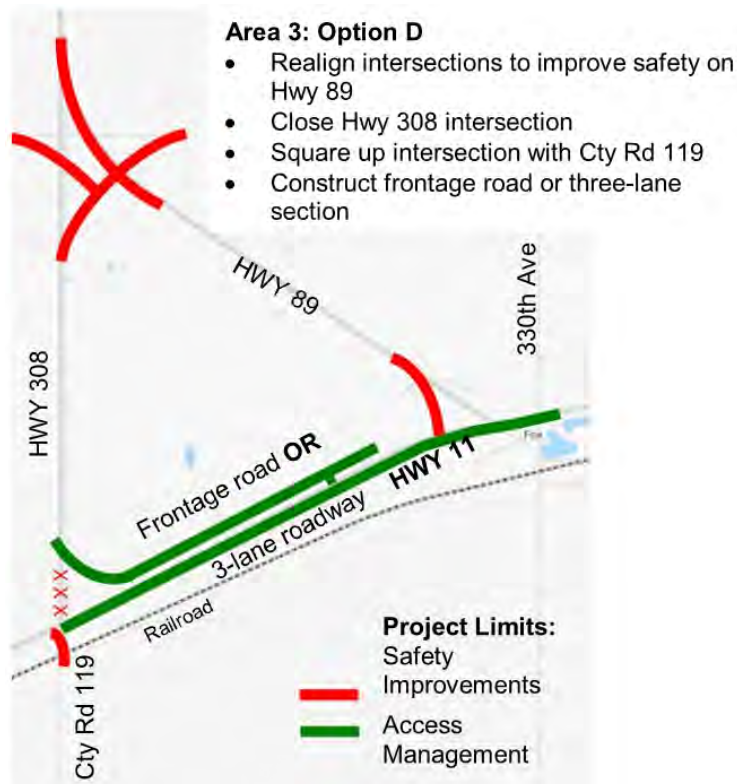 Area 3: Option D
• Realign intersections to improve safety on
Hwy 89
• Close Hwy 308 intersection
• Square up intersection with Cty Rd 119
• Construct frontage road or three-lane
section
HWY 89
330th Ave
HWY 308
Fox
Frontage road OR
HWY 11
3-lane roadway
X X X
Railroad
Cty Rd 119
Project Limits:
Safety
Improvements
Access
Management